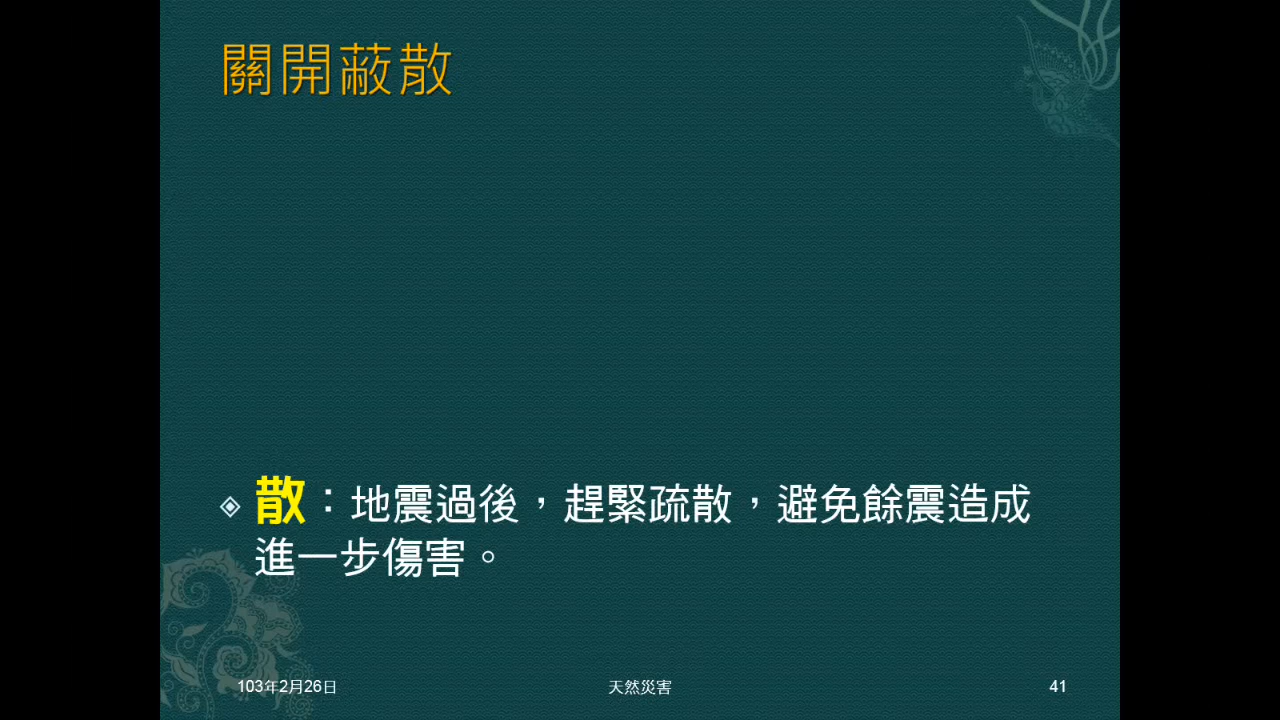 關開蔽散
散：地震過後，趕緊疏散，避免餘震造成
進一步傷害。
103年2月26日
天然災害
41